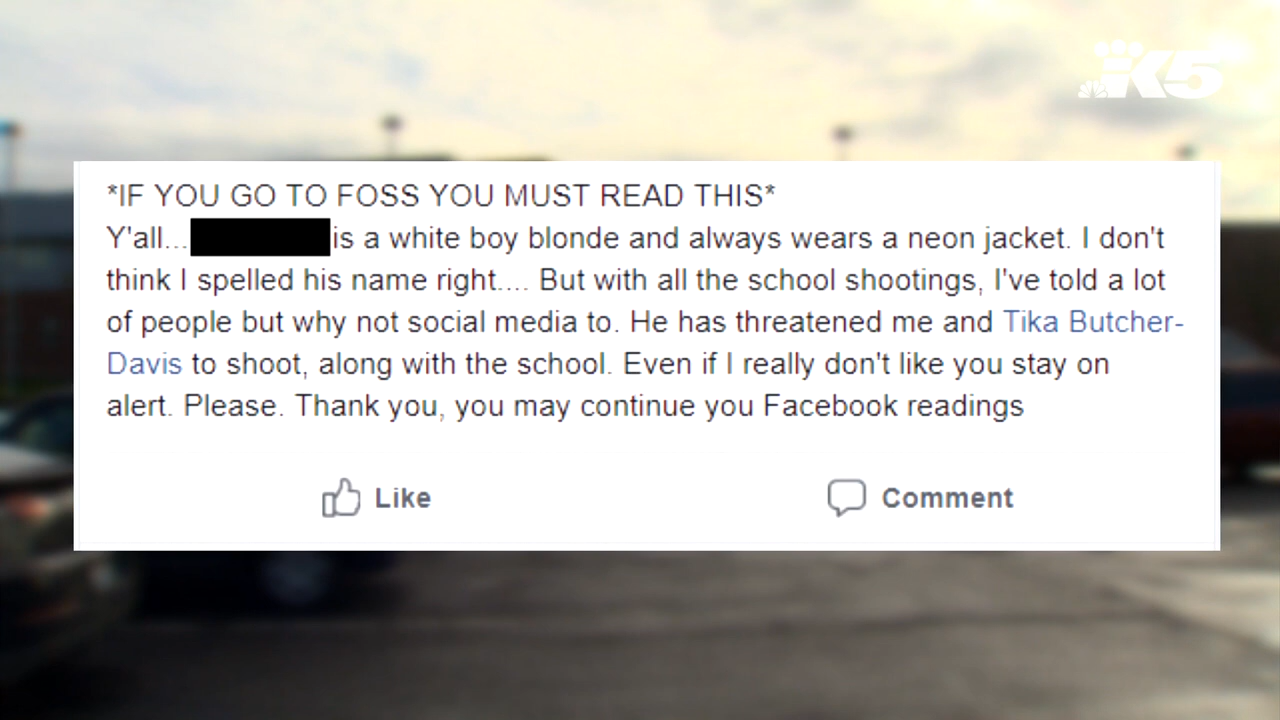 K5
*IF YOU GO TO FOSS YOU MUST READ THIS*
Y'all... is a white boy blonde and always wears a neon jacket. I don't
think I spelled his name right.... But with all the school shootings, I've told a lot
of people but why not social media to. He has threatened me and Tika Butcher-
Davis to shoot, along with the school. Even if I really don't like you stay on
alert. Please. Thank you, you may continue you Facebook readings
Like
Comment